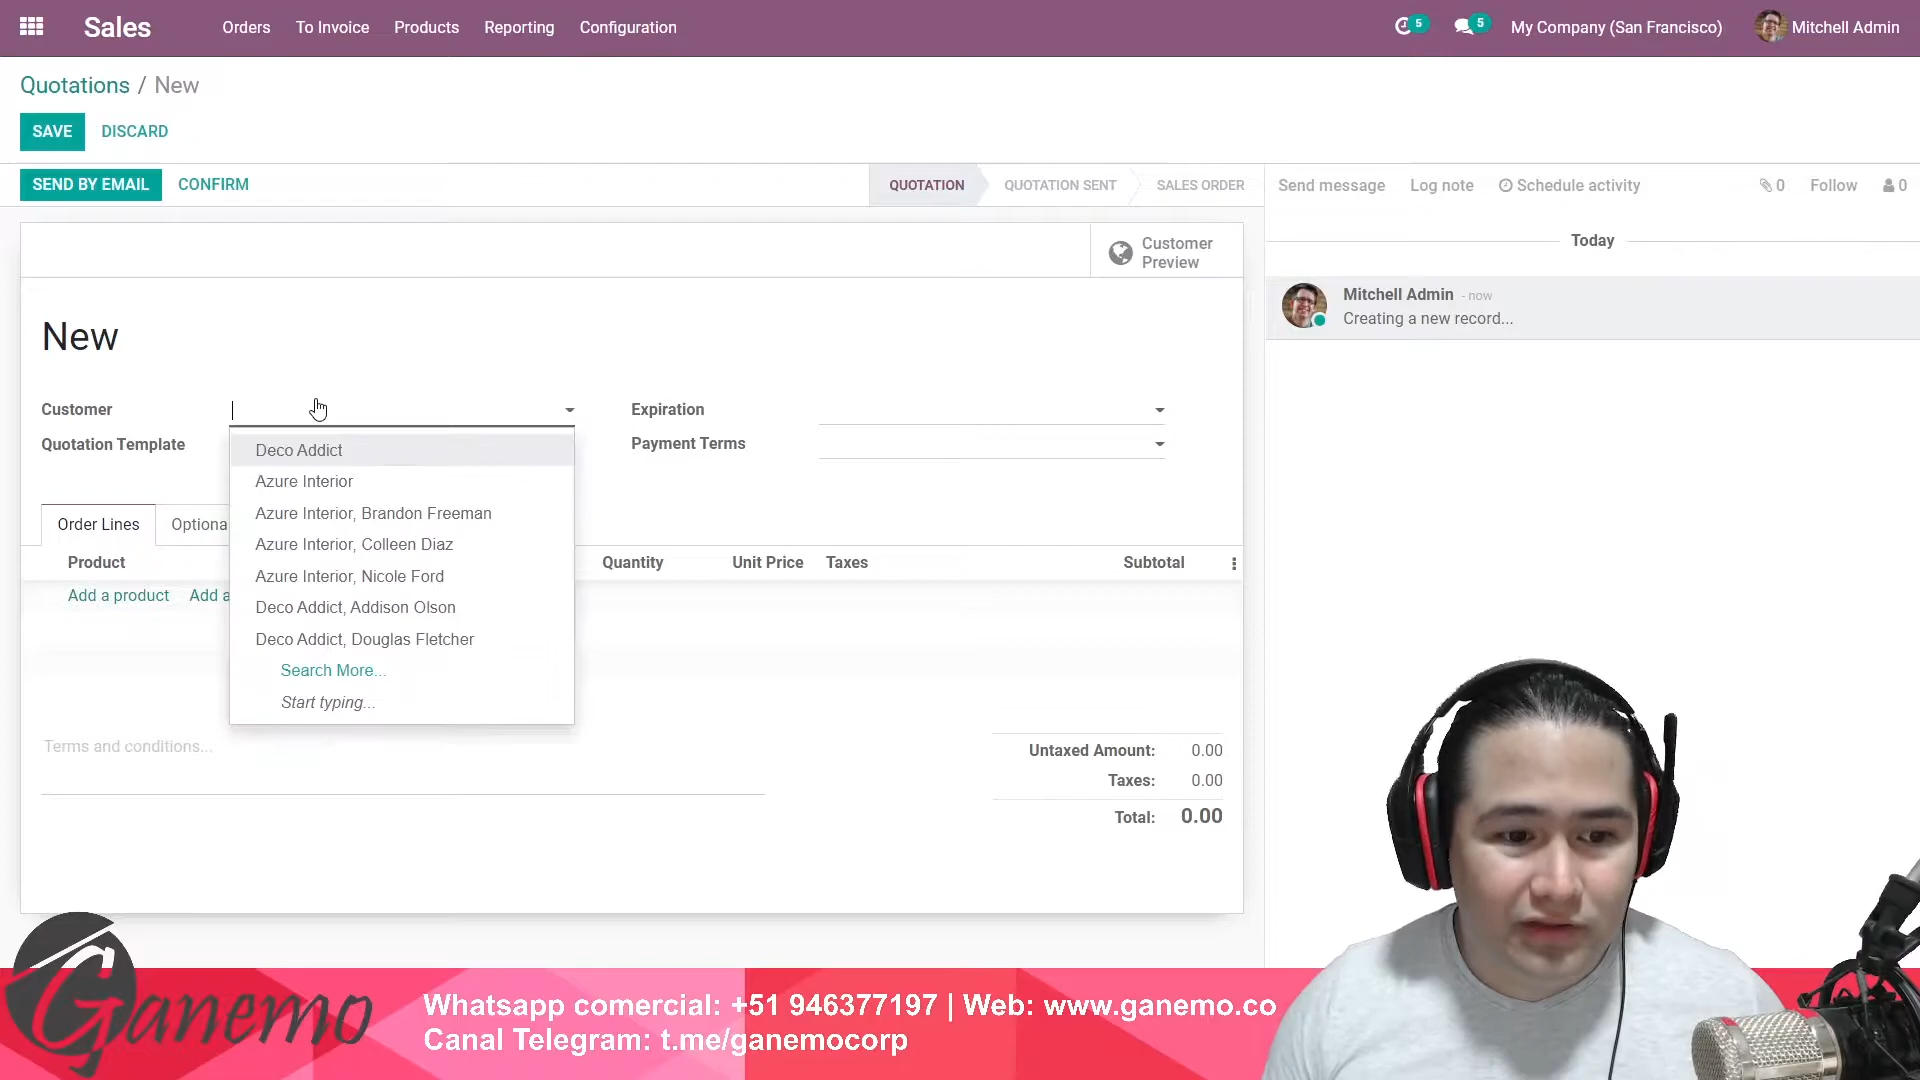 Sales
Orders
To Invoice
Products
Reporting
Configuration
5
5
My Company (San Francisco)
Mitchell Admin
Quotations / New
SAVE
DISCARD
SEND BY EMAIL
CONFIRM
QUOTATION
QUOTATION SENT
SALES ORDER
Send message
Log note
Schedule activity
0
Follow
0
Customer
Preview
Today
Mitchell Admin - now
Creating a new record...
New
Customer
Expiration
Quotation Template
Payment Terms
Deco Addict
Azure Interior
Azure Interior, Brandon Freeman
Azure Interior, Colleen Diaz
Azure Interior, Nicole Ford
Deco Addict, Addison Olson
Deco Addict, Douglas Fletcher
Search More...
Start typing...
Order Lines
Optiona
Product
Quantity
Unit Price
Taxes
Subtotal
Add a product
Add a
Terms and conditions...
Untaxed Amount: 0.00
Taxes: 0.00
Total: 0.00
Ganemo
Whatsapp comercial: +51 946377197 | Web: www.ganemo.co
Canal Telegram: t.me/ganemocorp